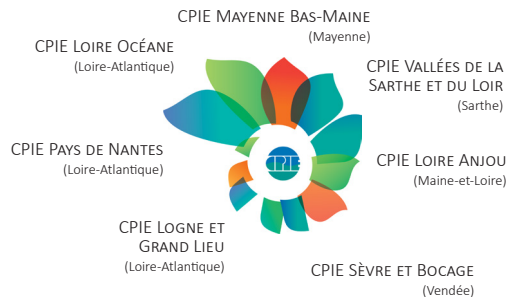 CPIE Mayenne Bas-Maine
(Mayenne)
CPIE Loire Océane
(Loire-Atlantique)
CPIE Vallées de la
Sarthe et du Loir
(Sarthe)
CPIE Pays de Nantes
(Loire-Atlantique)
CPIE
CPIE Loire Anjou
(Maine-et-Loire)
CPIE Logne et
Grand Lieu
(Loire-Atlantique)
CPIE Sèvre et Bocage
(Vendée)